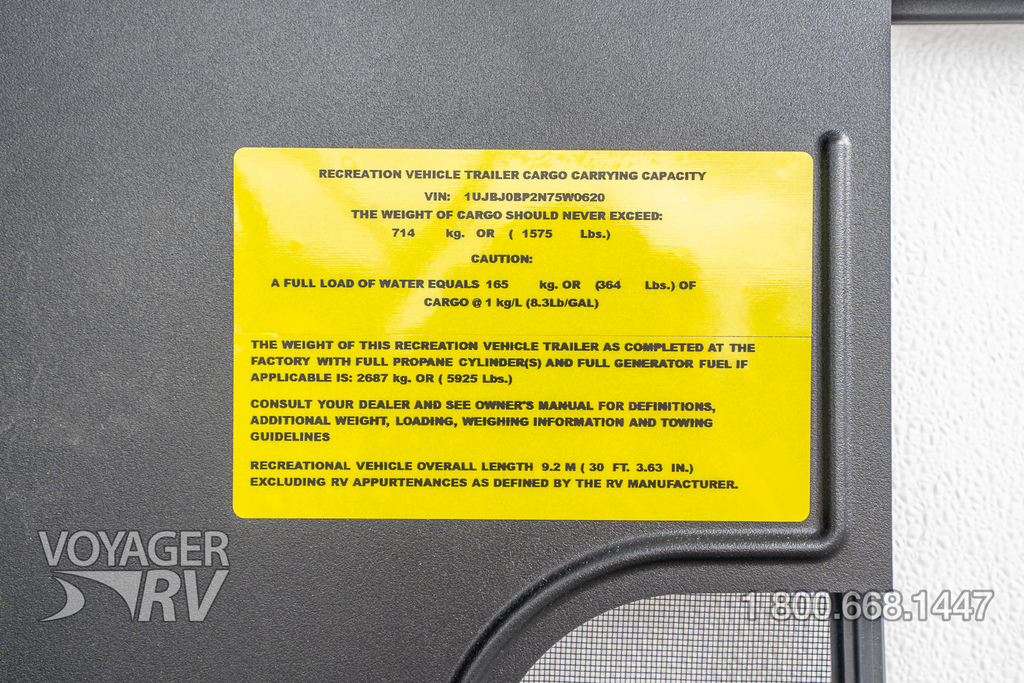 RECREATION VEHICLE TRAILER CARGO CARRYING CAPACITY
VIN: 1UJBJ0BP2N75W0620
THE WEIGHT OF CARGO SHOULD NEVER EXCEED:
714 kg. OR ( 1575 Lbs.)
CAUTION:
A FULL LOAD OF WATER EQUALS 165 kg. OR (364 Lbs.) OF
CARGO @ 1 kg/L (8.3Lb/GAL)
THE WEIGHT OF THIS RECREATION VEHICLE TRAILER AS COMPLETED AT THE
FACTORY WITH FULL PROPANE CYLINDER(S) AND FULL GENERATOR FUEL IF
APPLICABLE IS: 2687 kg. OR ( 5925 Lbs.)
CONSULT YOUR DEALER AND SEE OWNER'S MANUAL FOR DEFINITIONS,
ADDITIONAL WEIGHT, LOADING, WEIGHING INFORMATION AND TOWING
GUIDELINES
RECREATIONAL VEHICLE OVERALL LENGTH 9.2 M ( 30 FT. 3.63 IN.)
EXCLUDING RV APPURTENANCES AS DEFINED BY THE RV MANUFACTURER.
VOYAGER
RV
1.800.668.1447